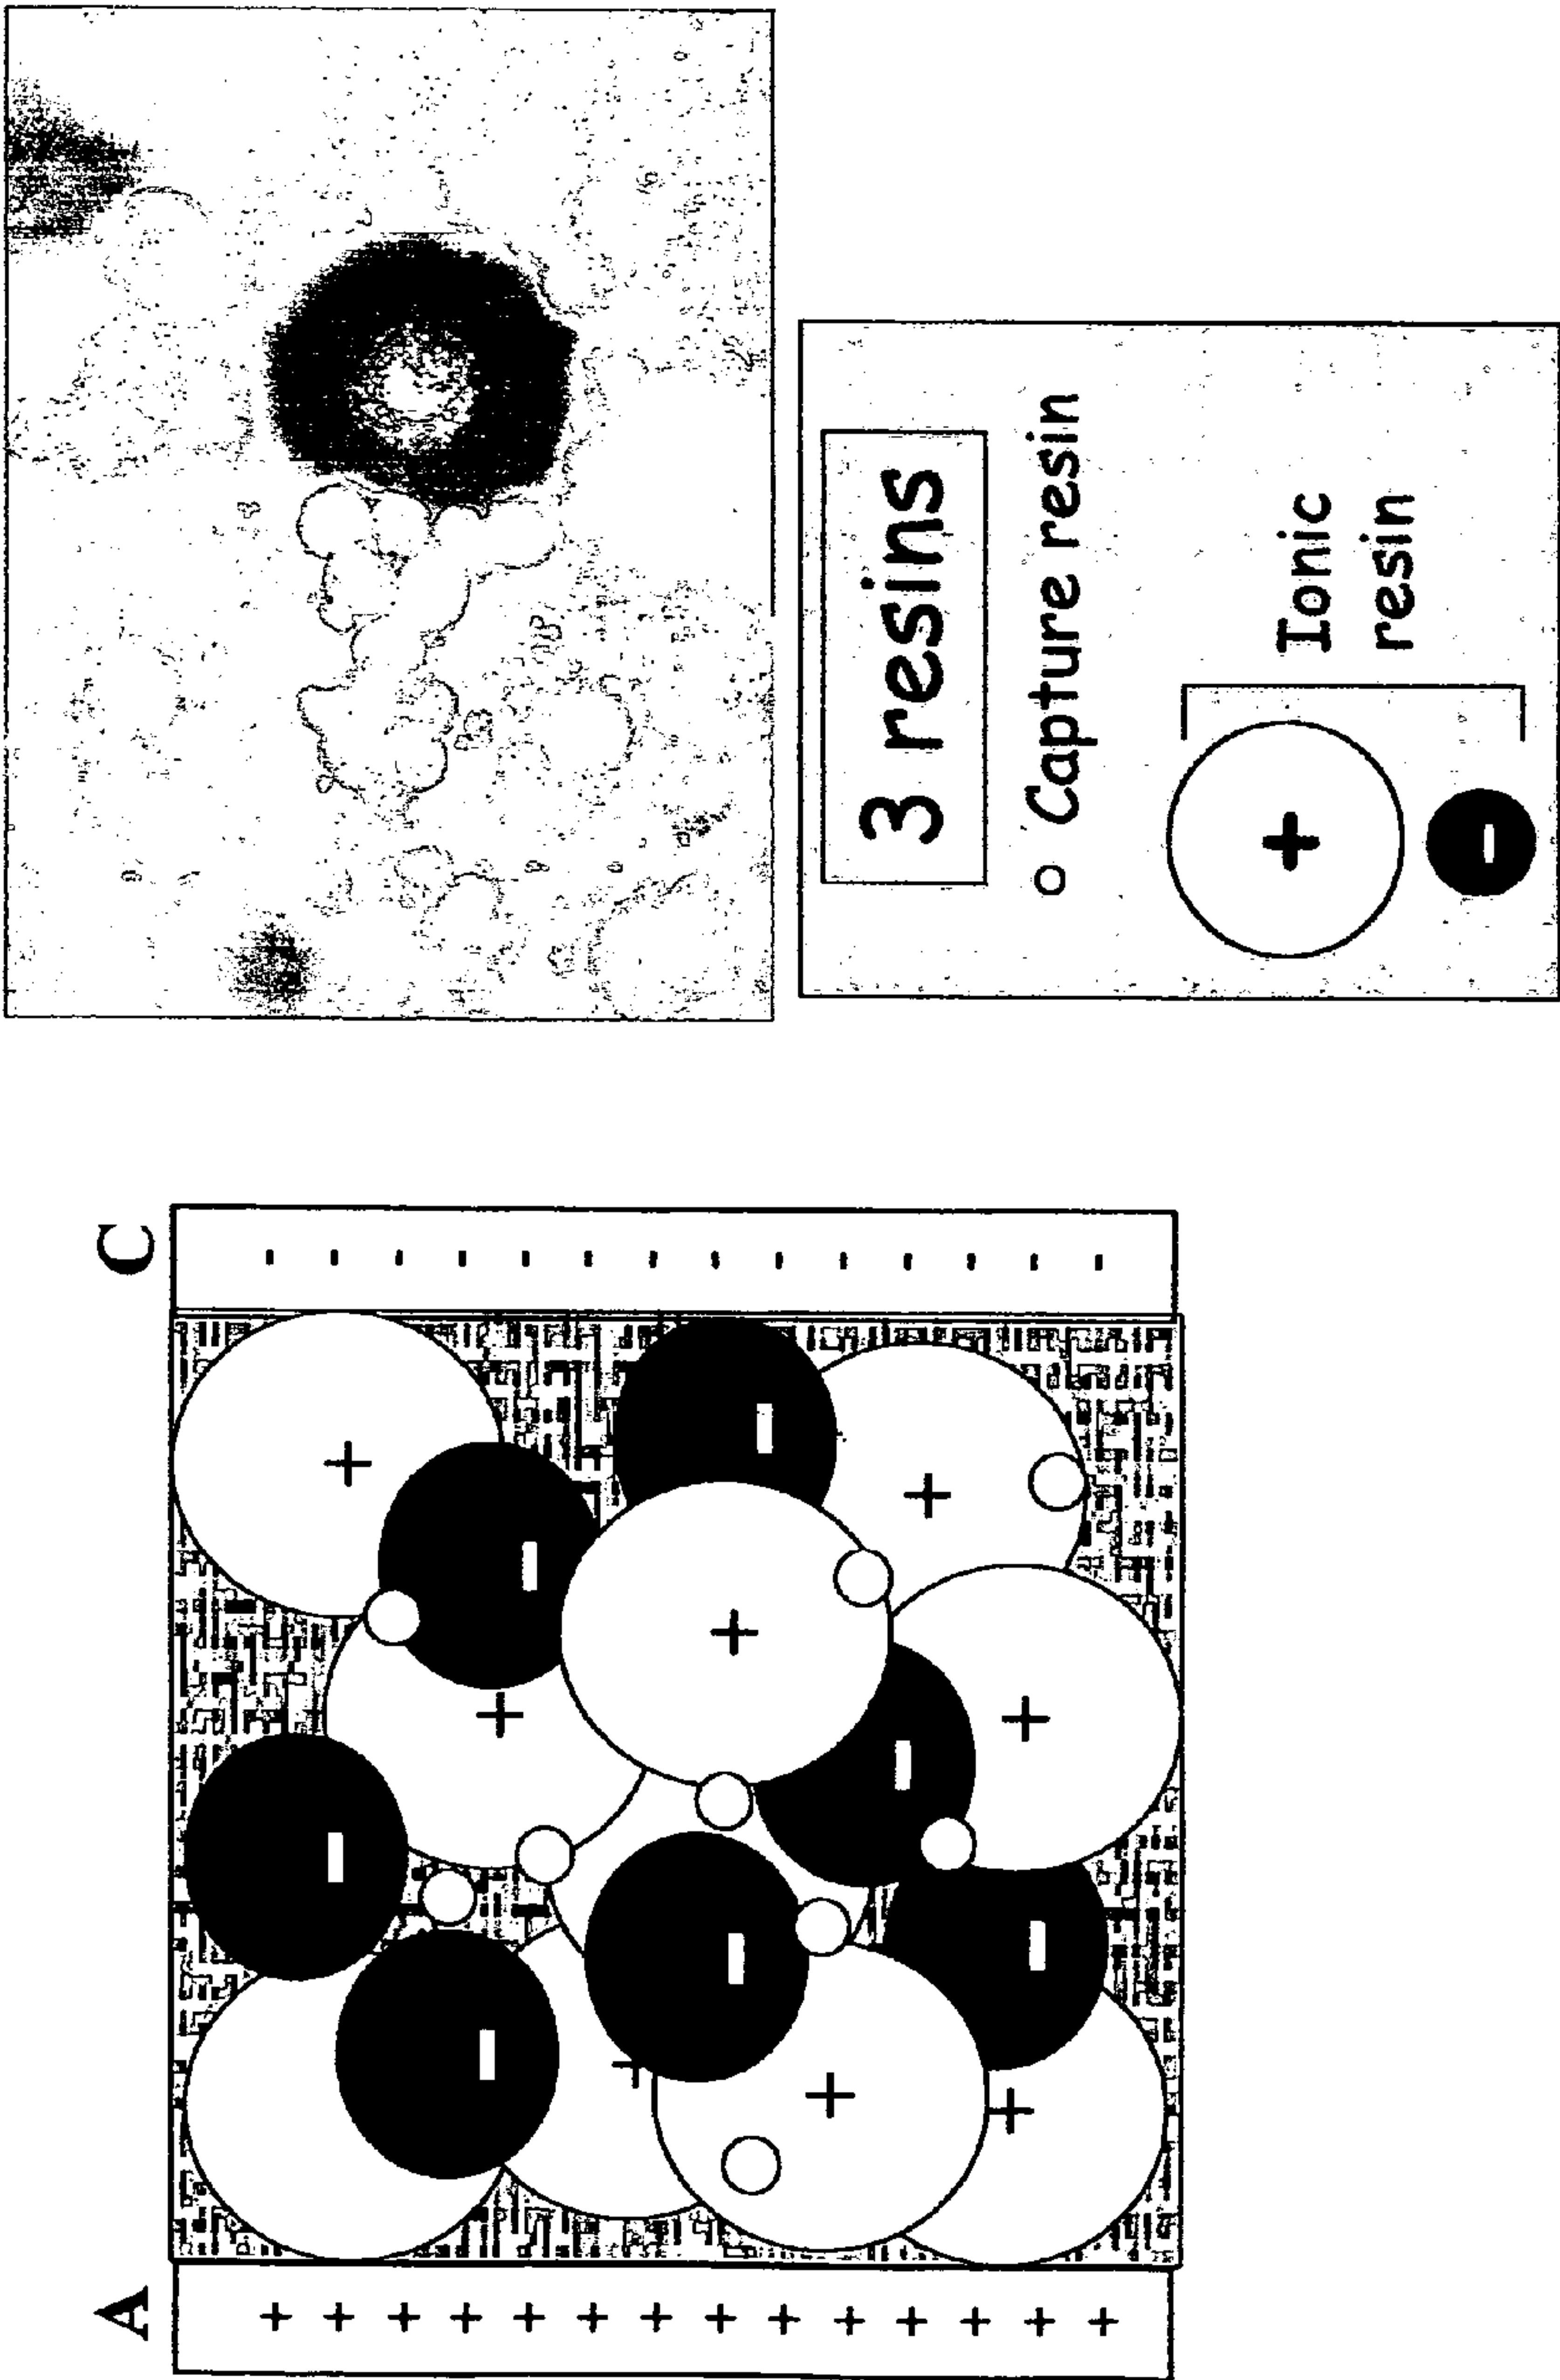 A
C
3 resins
Capture resin
+
-
Ionic
resin